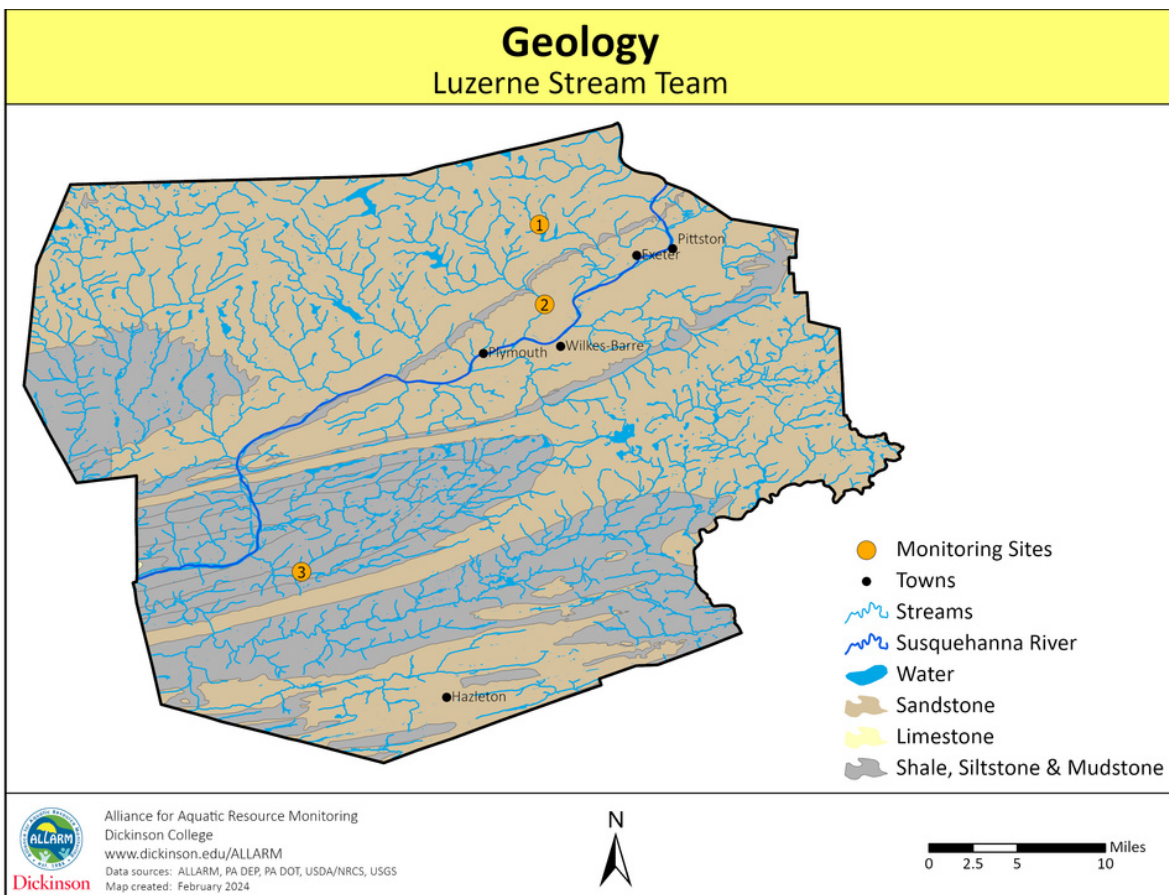 Geology
Luzerne Stream Team
1
Pittston
Exeter
2
Wilkes-Barre
Plymouth
3
Hazleton
Monitoring Sites
Towns
Streams
Susquehanna River
Water
Sandstone
Limestone
Shale, Siltstone & Mudstone
ALLARM
Dickinson
Alliance for Aquatic Resource Monitoring
Dickinson College
www.dickinson.edu/ALLARM
Data sources: ALLARM, PA DEP, PA DOT, USDA/NRCS, USGS
Map created: February 2024
N
Miles
0 2.5 5 10